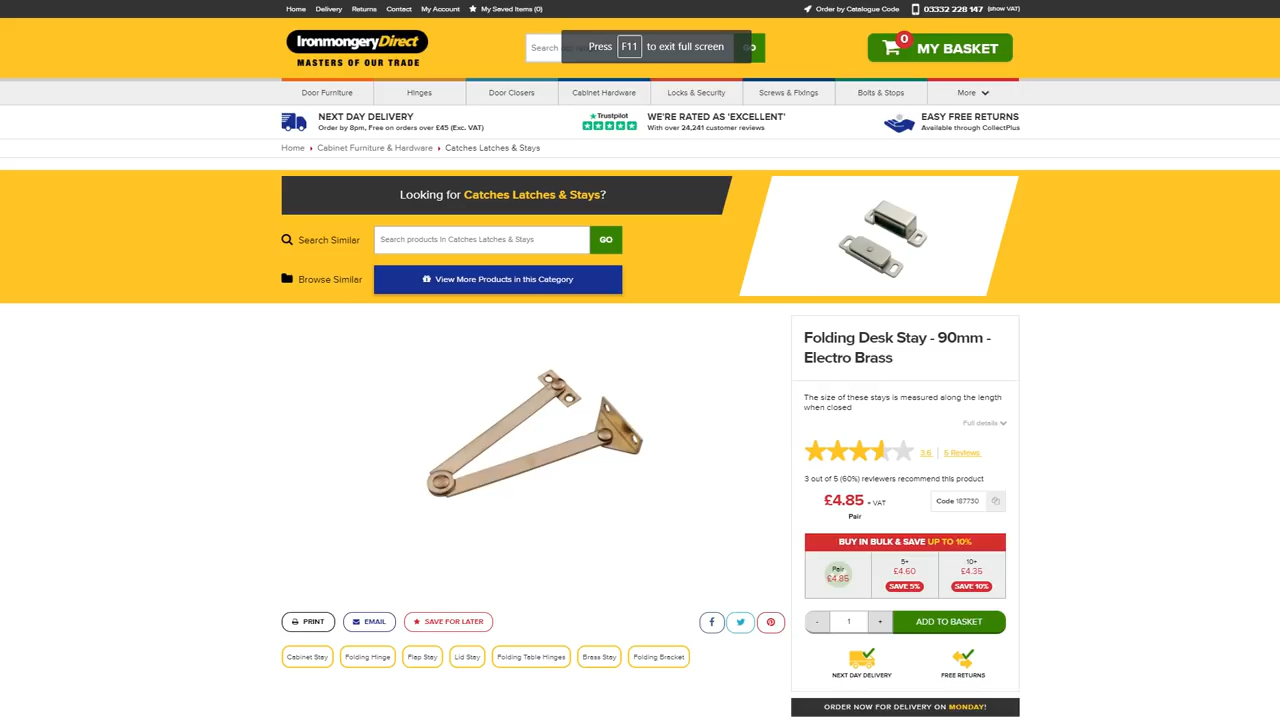 Home Delivery Returns Contact My Account My Saved Items (0) Order by Catalogue Code 03332 228 147 (show VAT)
IronmongeryDirect
MASTERS OF OUR TRADE
Search
Press F11 to exit full screen
0
MY BASKET
Door Furniture Hinges Door Closers Cabinet Hardware Locks & Security Screws & Fixings Bolts & Stops More
NEXT DAY DELIVERY
Order by 8pm, Free on orders over £45 (Exc. VAT)
Trustpilot
WE'RE RATED AS 'EXCELLENT'
With over 24,241 customer reviews
EASY FREE RETURNS
Available through CollectPlus
Home Cabinet Furniture & Hardware Catches Latches & Stays
Looking for Catches Latches & Stays?
Search Similar
Search products in Catches Latches & Stays
GO
Browse Similar
View More Products in this Category
Folding Desk Stay - 90mm -
Electro Brass
The size of these stays is measured along the length
when closed
Full details
3.6 | 5 Reviews
3 out of 5 (60%) reviewers recommend this product
£4.85 + VAT
Pair
Code 187730
BUY IN BULK & SAVE UP TO 10%
Pair
£4.85
5+
£4.60
SAVE 5%
10+
£4.35
SAVE 10%
- 1 +
ADD TO BASKET
NEXT DAY DELIVERY
FREE RETURNS
ORDER NOW FOR DELIVERY ON MONDAY!
PRINT EMAIL SAVE FOR LATER
Cabinet Stay Folding Hinge Flap Stay Lid Stay Folding Table Hinges Brass Stay Folding Bracket